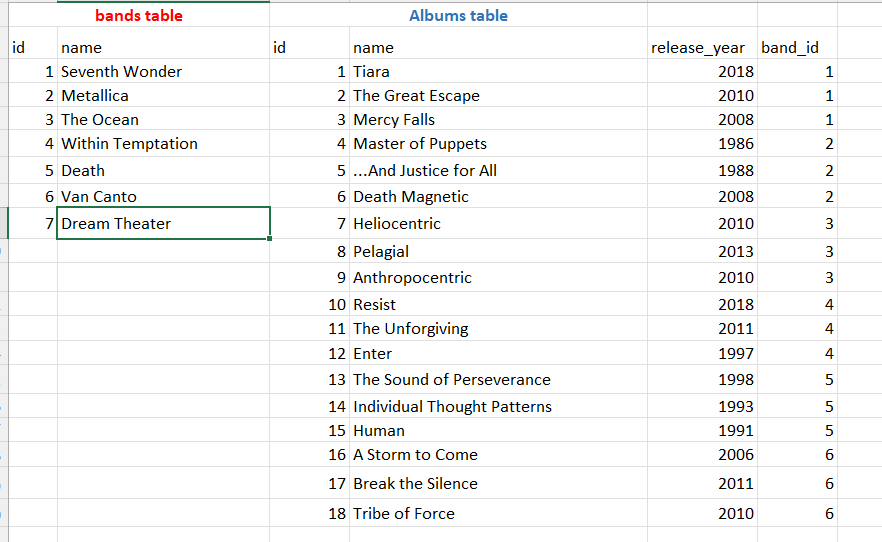 bands table Albums table
id name id name release_year band_id
1 Seventh Wonder 1 Tiara 2018 1
2 Metallica 2 The Great Escape 2010 1
3 The Ocean 3 Mercy Falls 2008 1
4 Within Temptation 4 Master of Puppets 1986 2
5 Death 5 ...And Justice for All 1988 2
6 Van Canto 6 Death Magnetic 2008 2
7 Dream Theater 7 Heliocentric 2010 3
8 Pelagial 2013 3
9 Anthropocentric 2010 3
10 Resist 2018 4
11 The Unforgiving 2011 4
12 Enter 1997 4
13 The Sound of Perseverance 1998 5
14 Individual Thought Patterns 1993 5
15 Human 1991 5
16 A Storm to Come 2006 6
17 Break the Silence 2011 6
18 Tribe of Force 2010 6